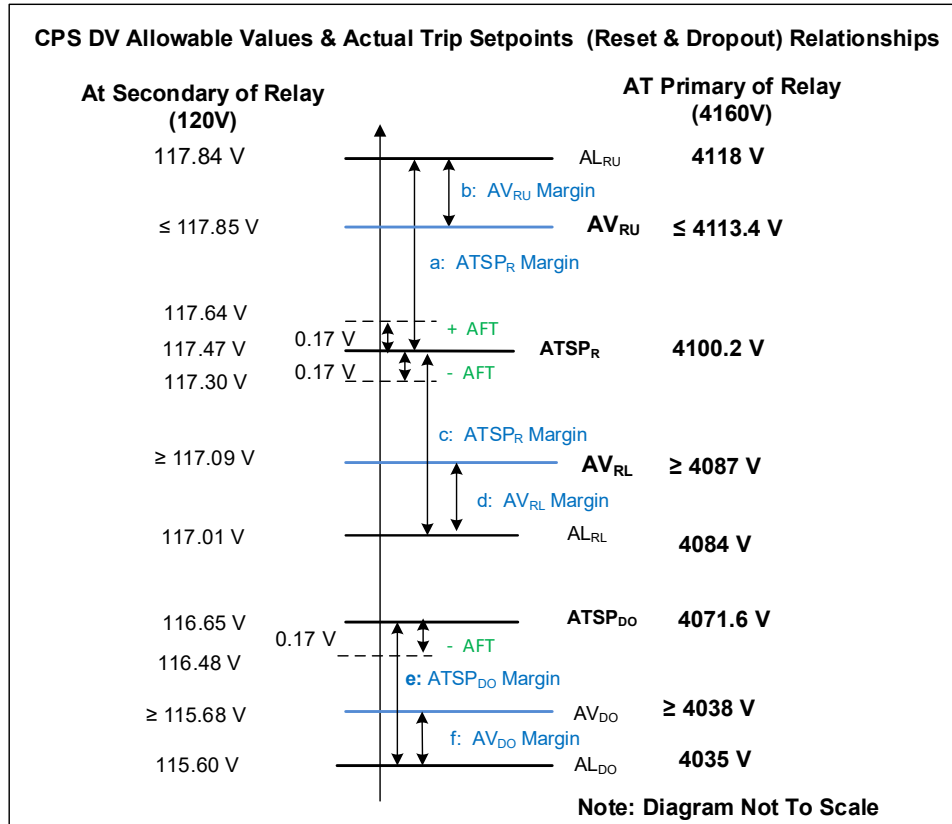 CPS DV Allowable Values & Actual Trip Setpoints (Reset & Dropout) Relationships
At Secondary of Relay
(120V)
AT Primary of Relay
(4160V)
117.84 V
AL_RU
4118 V
b: AV_RU Margin
≤ 117.85 V
AV_RU
≤ 4113.4 V
a: ATSP_R Margin
117.64 V
+ AFT
0.17 V
117.47 V
ATSP_R
4100.2 V
0.17 V
- AFT
117.30 V
c: ATSP_R Margin
≥ 117.09 V
AV_RL
≥ 4087 V
d: AV_RL Margin
117.01 V
AL_RL
4084 V
116.65 V
ATSP_DO
4071.6 V
0.17 V
- AFT
116.48 V
e: ATSP_DO Margin
≥ 115.68 V
AV_DO
≥ 4038 V
f: AV_DO Margin
115.60 V
AL_DO
4035 V
Note: Diagram Not To Scale